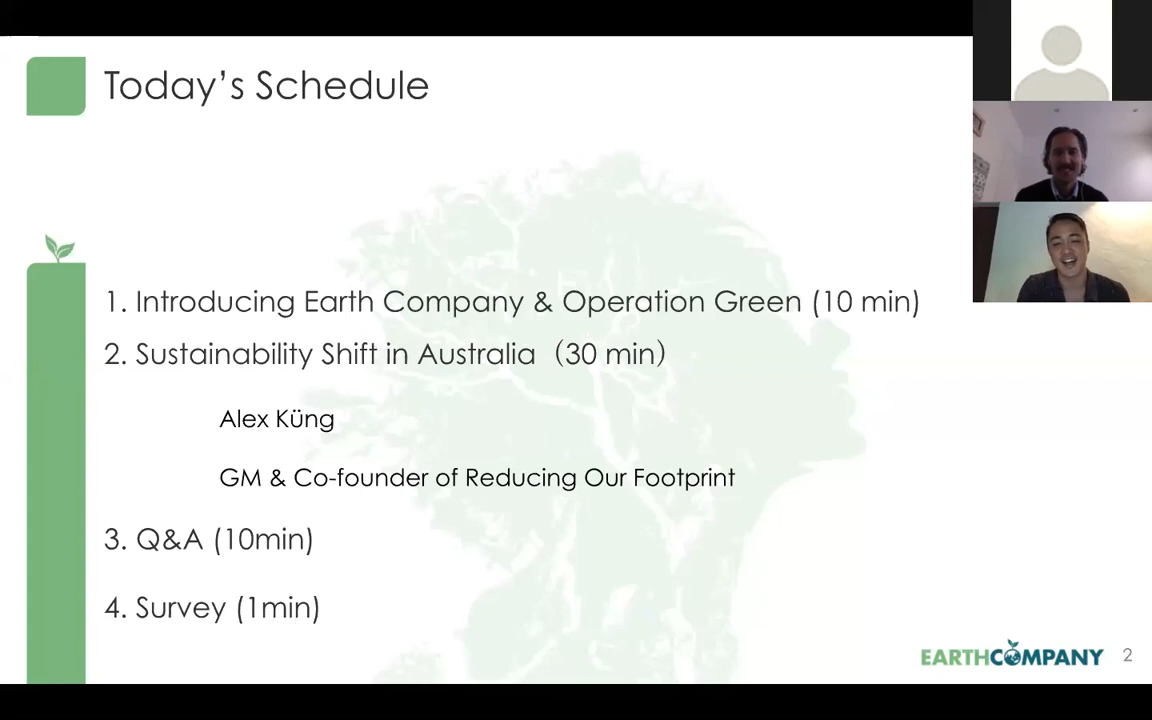 Today's Schedule
1. Introducing Earth Company & Operation Green (10 min)
2. Sustainability Shift in Australia（30 min）
Alex Küng
GM & Co-founder of Reducing Our Footprint
3. Q&A (10min)
4. Survey (1min)
EARTHCOMPANY 2